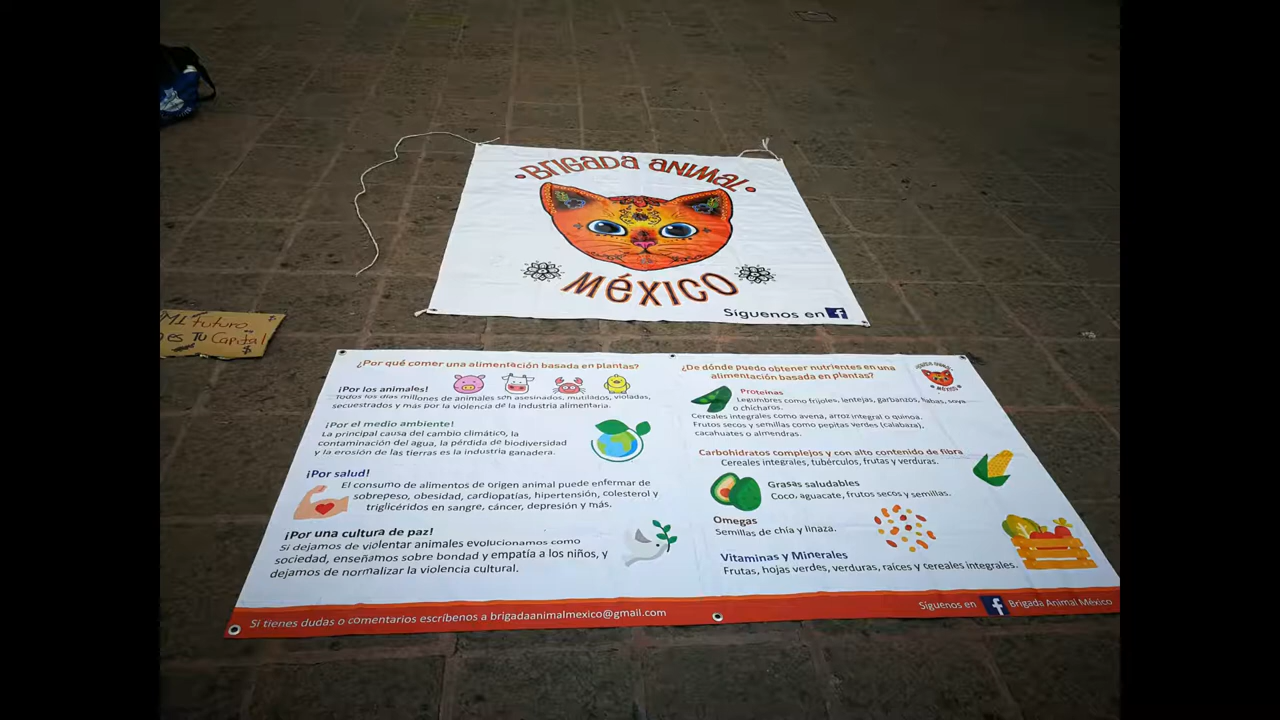 BRIGADA ANIMAL
MÉXICO
Síguenos en f
MI Futuro
es Tu Capital
¿Por qué comer una alimentación basada en plantas?
¡Por los animales!
Todos los días millones de animales son asesinados, mutilados, violadas,
secuestrados y más por la violencia de la industria alimentaria.
¡Por el medio ambiente!
La principal causa del cambio climático, la
contaminación del agua, la pérdida de biodiversidad
y la erosión de las tierras es la industria ganadera.
¡Por salud!
El consumo de alimentos de origen animal puede enfermar de
sobrepeso, obesidad, cardiopatías, hipertensión, colesterol y
triglicéridos en sangre, cáncer, depresión y más.
¡Por una cultura de paz!
Si dejamos de violentar animales evolucionamos como
sociedad, enseñamos sobre bondad y empatía a los niños, y
dejamos de normalizar la violencia cultural.
¿De dónde puedo obtener nutrientes en una
alimentación basada en plantas?
BRIGADA ANIMAL
MÉXICO
Proteínas
Legumbres como frijoles, lentejas, garbanzos, habas, soya
o chícharos.
Cereales integrales como avena, arroz integral o quinoa.
Frutos secos y semillas como pepitas verdes (calabaza),
cacahuates o almendras.
Carbohidratos complejos y con alto contenido de fibra
Cereales integrales, tubérculos, frutas y verduras.
Grasas saludables
Coco, aguacate, frutos secos y semillas.
Omegas
Semillas de chía y linaza.
Vitaminas y Minerales
Frutas, hojas verdes, verduras, raíces y cereales integrales.
Si tienes dudas o comentarios escríbenos a brigadaanimalmexico@gmail.com
Síguenos en f Brigada Animal México